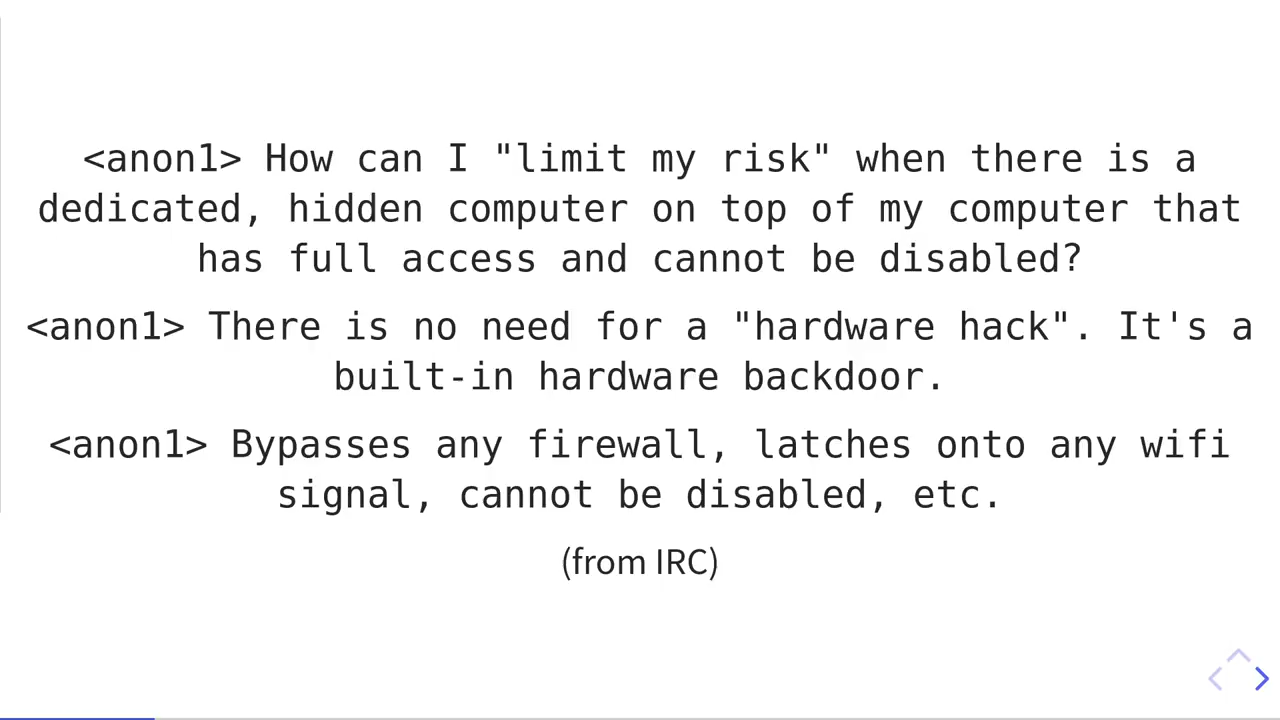 <anon1> How can I "limit my risk" when there is a
dedicated, hidden computer on top of my computer that
has full access and cannot be disabled?
<anon1> There is no need for a "hardware hack". It's a
built-in hardware backdoor.
<anon1> Bypasses any firewall, latches onto any wifi
signal, cannot be disabled, etc.
(from IRC)